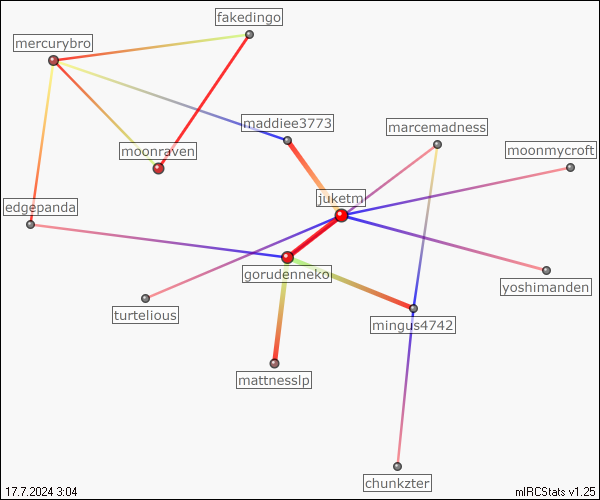 fakedingo
mercurybro
maddiee3773
marcemadness
moonraven
moonmycroft
juketm
edgepanda
gorudenneko
yoshimanden
turtelious
mingus4742
mattnesslp
chunkzter
17.7.2024 3:04
mIRCStats v1.25